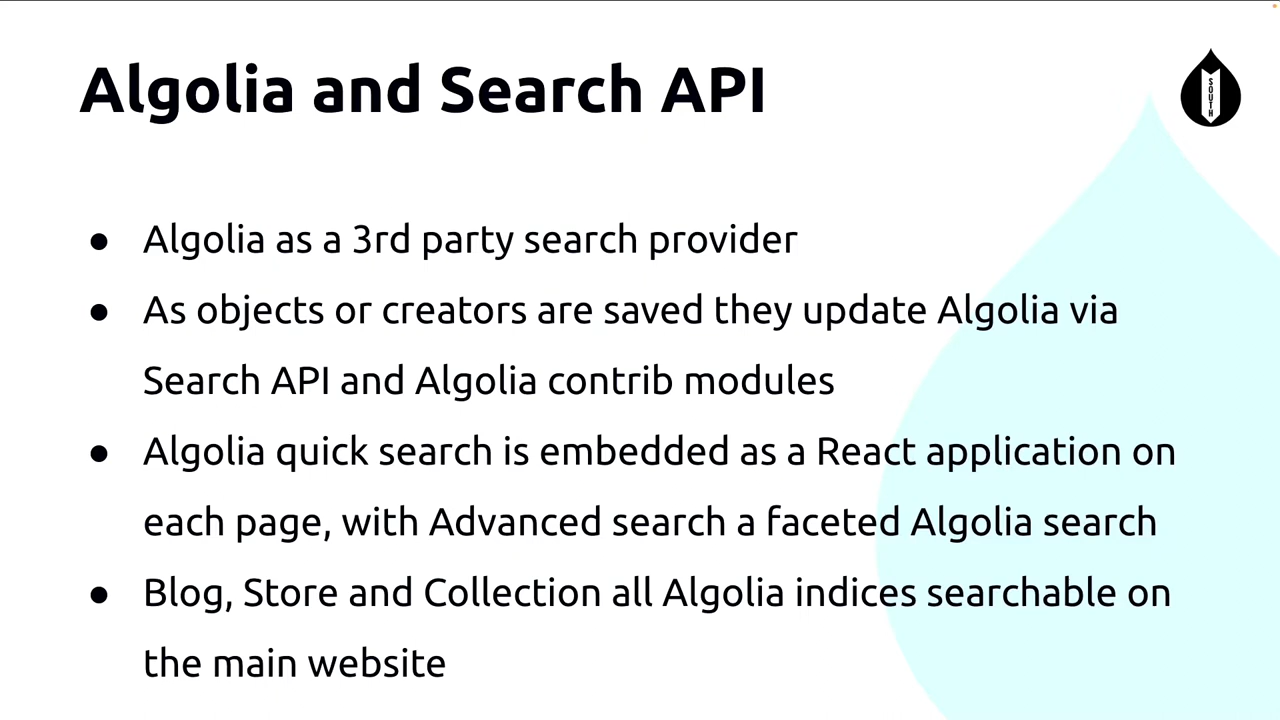 Algolia and Search API
SOUTH
● Algolia as a 3rd party search provider
● As objects or creators are saved they update Algolia via
Search API and Algolia contrib modules
● Algolia quick search is embedded as a React application on
each page, with Advanced search a faceted Algolia search
● Blog, Store and Collection all Algolia indices searchable on
the main website